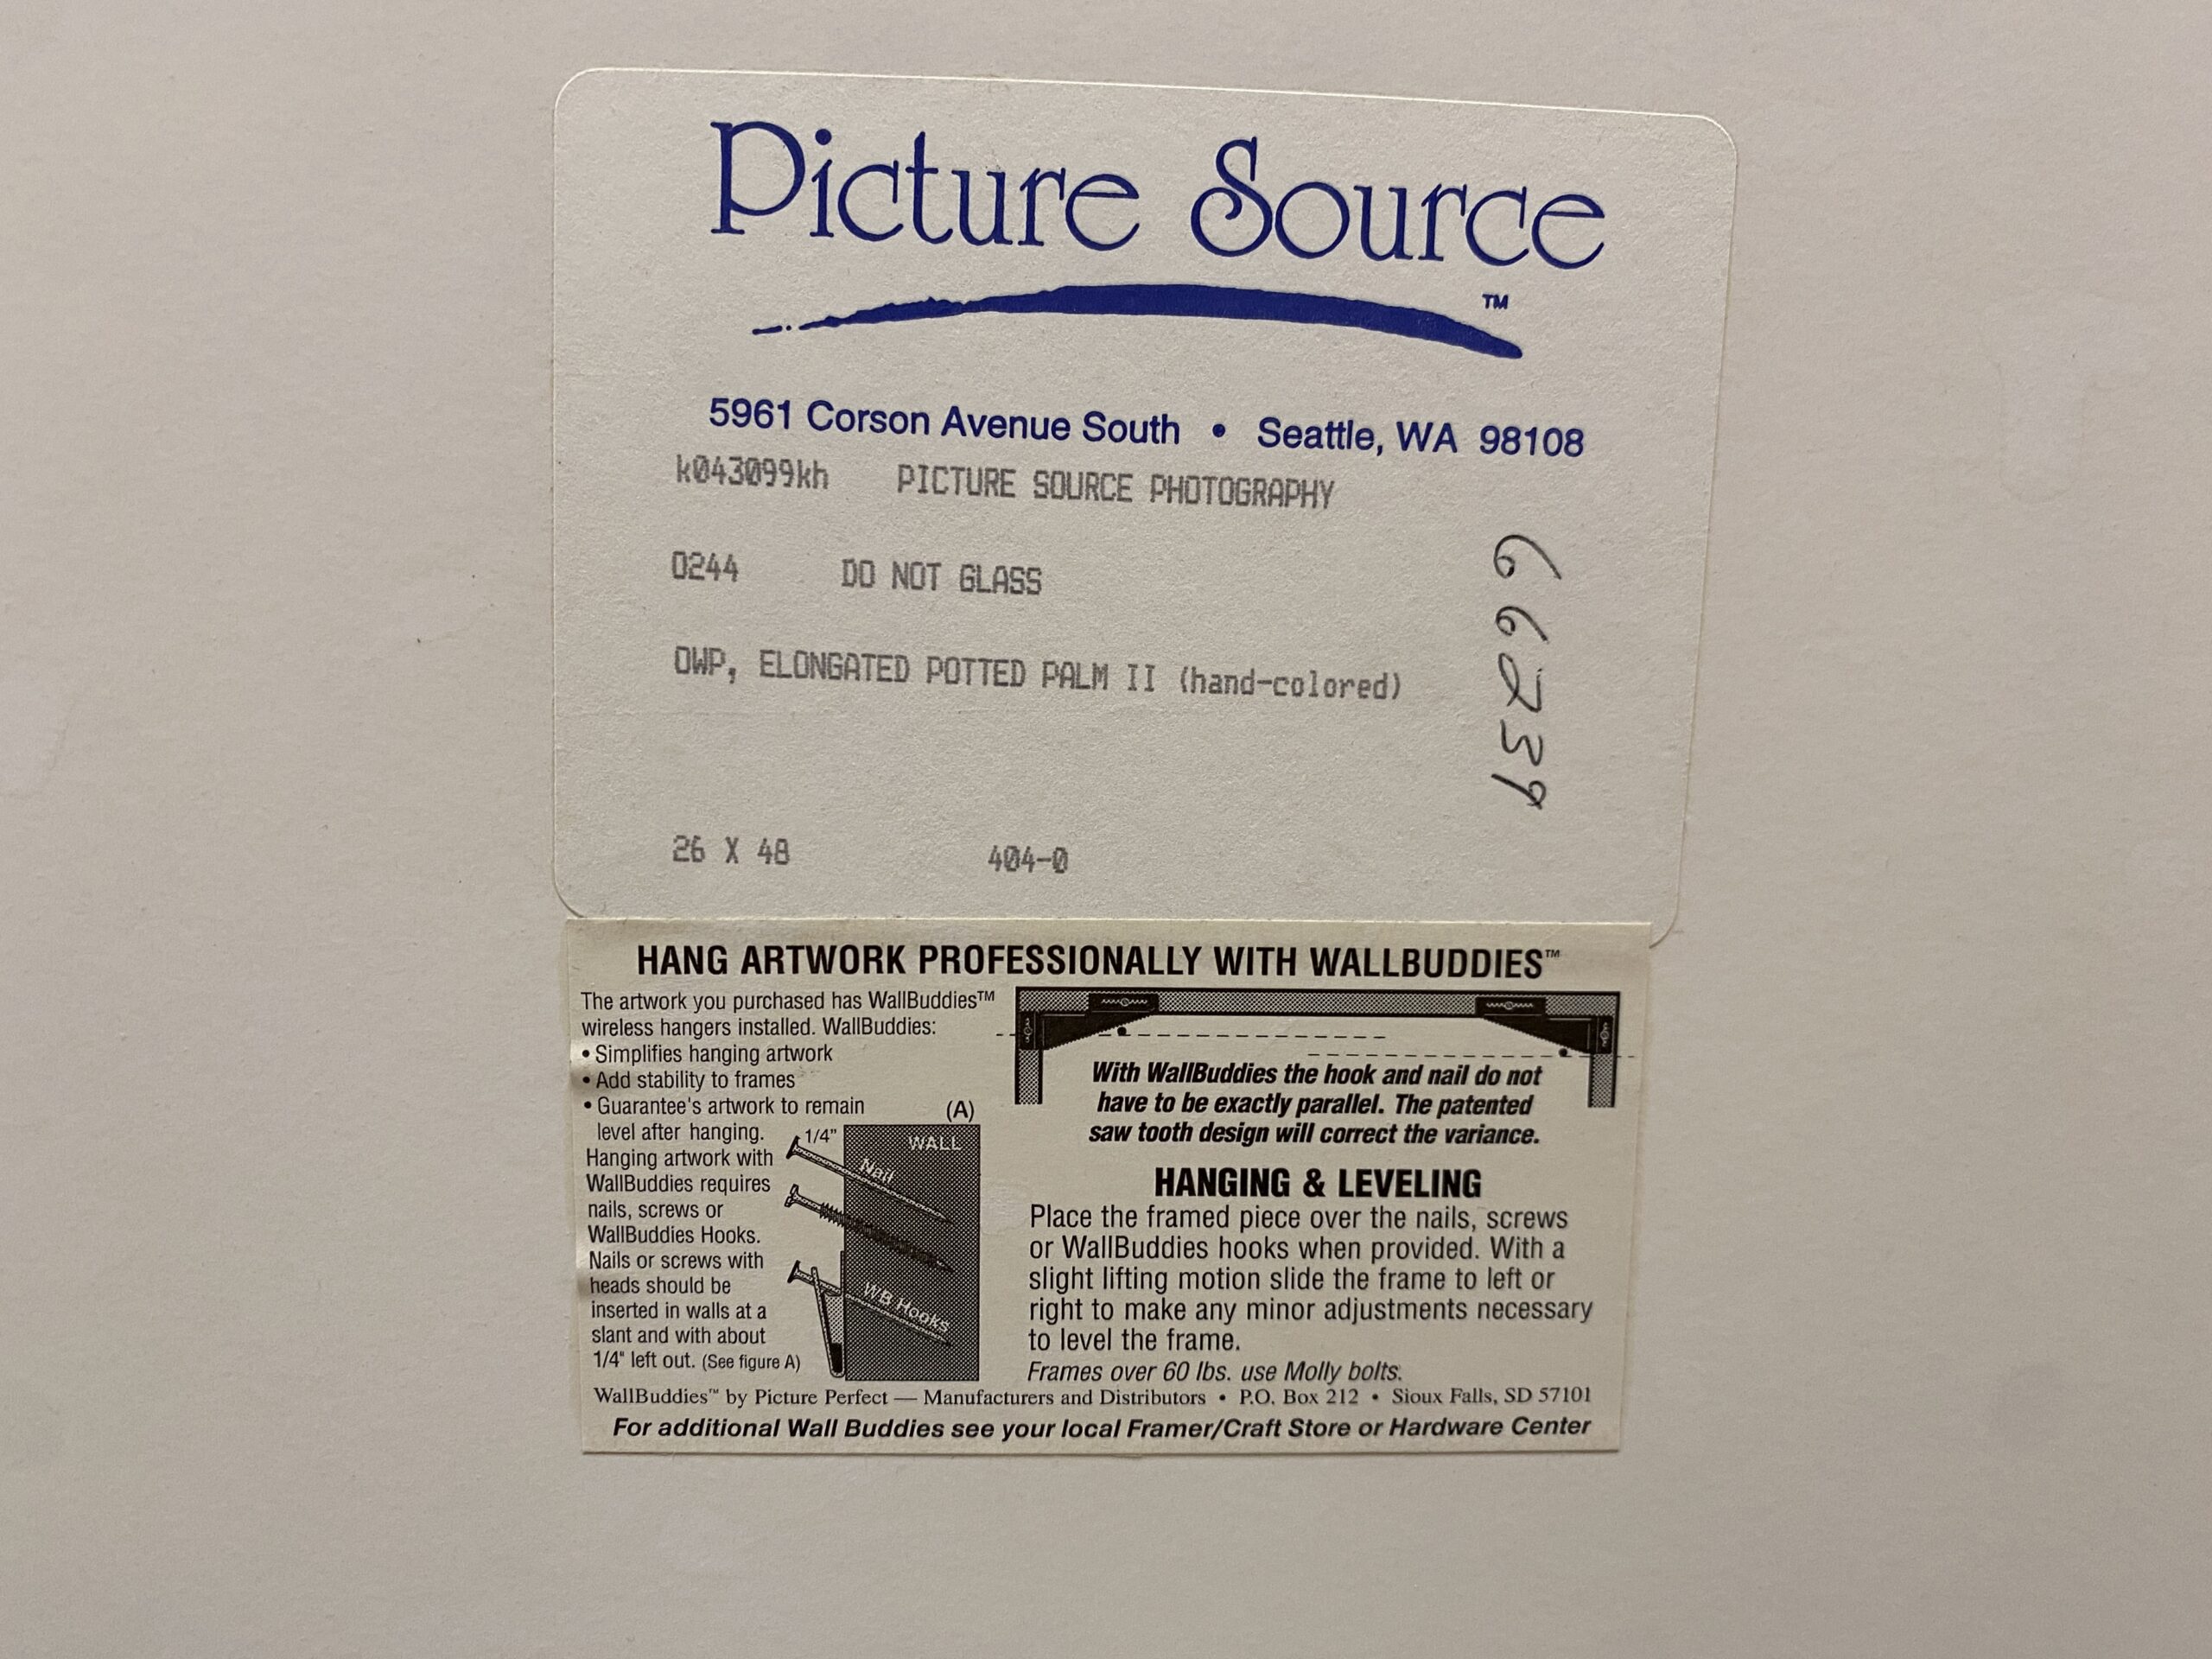 Picture Source
TM
5961 Corson Avenue South • Seattle, WA 98108
k043099kh PICTURE SOURCE PHOTOGRAPHY
0244 DO NOT GLASS
OWP, ELONGATED POTTED PALM II (hand-colored)
26 X 48 404-0
66239
HANG ARTWORK PROFESSIONALLY WITH WALLBUDDIES™
The artwork you purchased has WallBuddies™
wireless hangers installed. WallBuddies:
• Simplifies hanging artwork
• Add stability to frames
• Guarantee's artwork to remain
level after hanging.
Hanging artwork with
WallBuddies requires
nails, screws or
WallBuddies Hooks.
Nails or screws with
heads should be
inserted in walls at a
slant and with about
1/4" left out. (See figure A)
(A)
1/4"
WALL
Nail
WB Hooks
With WallBuddies the hook and nail do not
have to be exactly parallel. The patented
saw tooth design will correct the variance.
HANGING & LEVELING
Place the framed piece over the nails, screws
or WallBuddies hooks when provided. With a
slight lifting motion slide the frame to left or
right to make any minor adjustments necessary
to level the frame.
Frames over 60 lbs. use Molly bolts.
WallBuddies™ by Picture Perfect — Manufacturers and Distributors • P.O. Box 212 • Sioux Falls, SD 57101
For additional Wall Buddies see your local Framer/Craft Store or Hardware Center